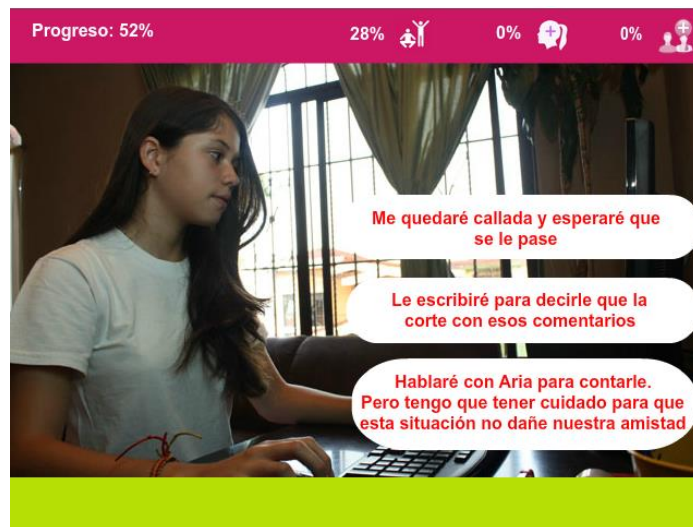 Progreso: 52%
28%
0%
0%
Me quedaré callada y esperaré que
se le pase
Le escribiré para decirle que la
corte con esos comentarios
Hablaré con Aria para contarle.
Pero tengo que tener cuidado para que
esta situación no dañe nuestra amistad